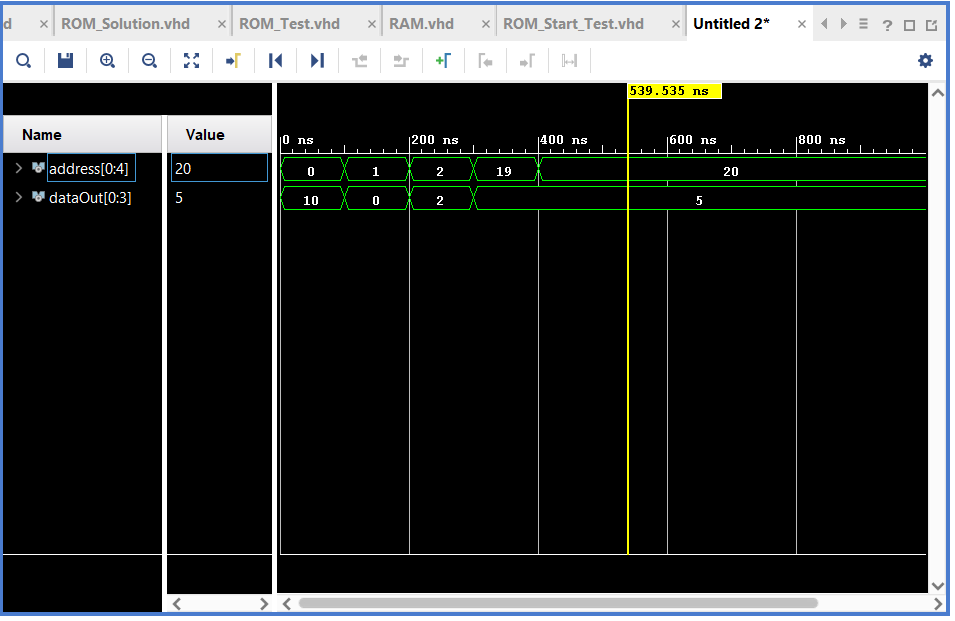 d × ROM_Solution.vhd × ROM_Test.vhd × RAM.vhd × ROM_Start_Test.vhd × Untitled 2* × ?
539.535 ns
Name Value
0 ns 200 ns 400 ns 600 ns 800 ns
address[0:4] 20 0 1 2 19 20
dataOut[0:3] 5 10 0 2 5